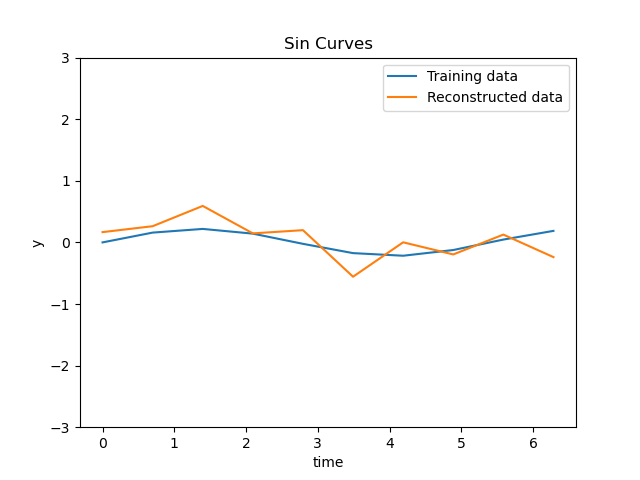 Sin Curves
Training data
Reconstructed data
3
2
1
0
−1
−2
−3
y
0 1 2 3 4 5 6
time